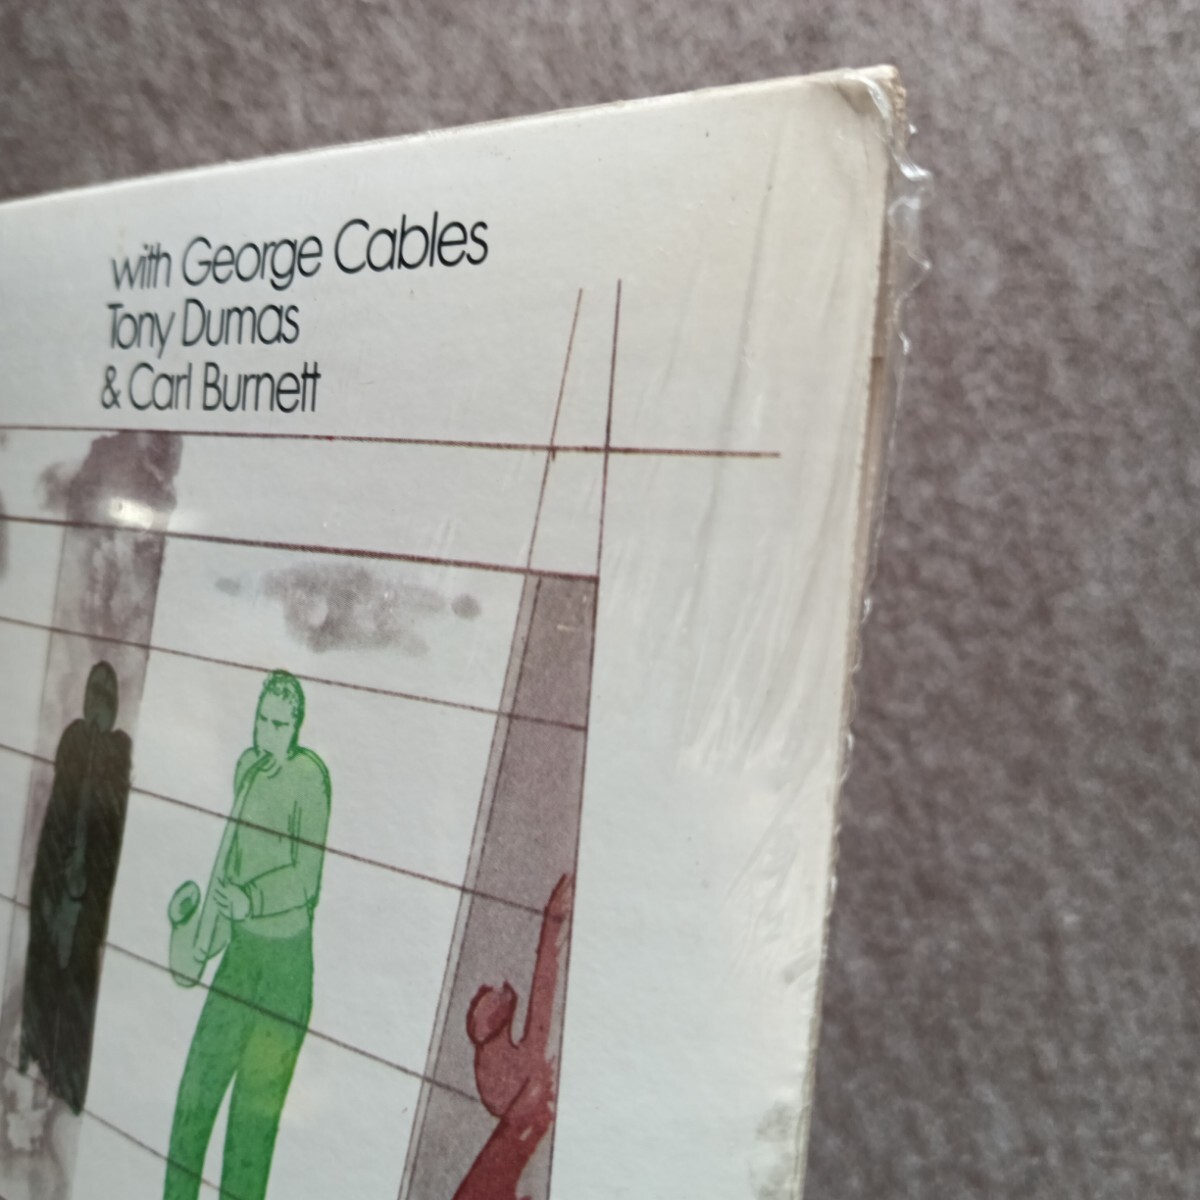 with George Cables
Tony Dumas
& Carl Burnett